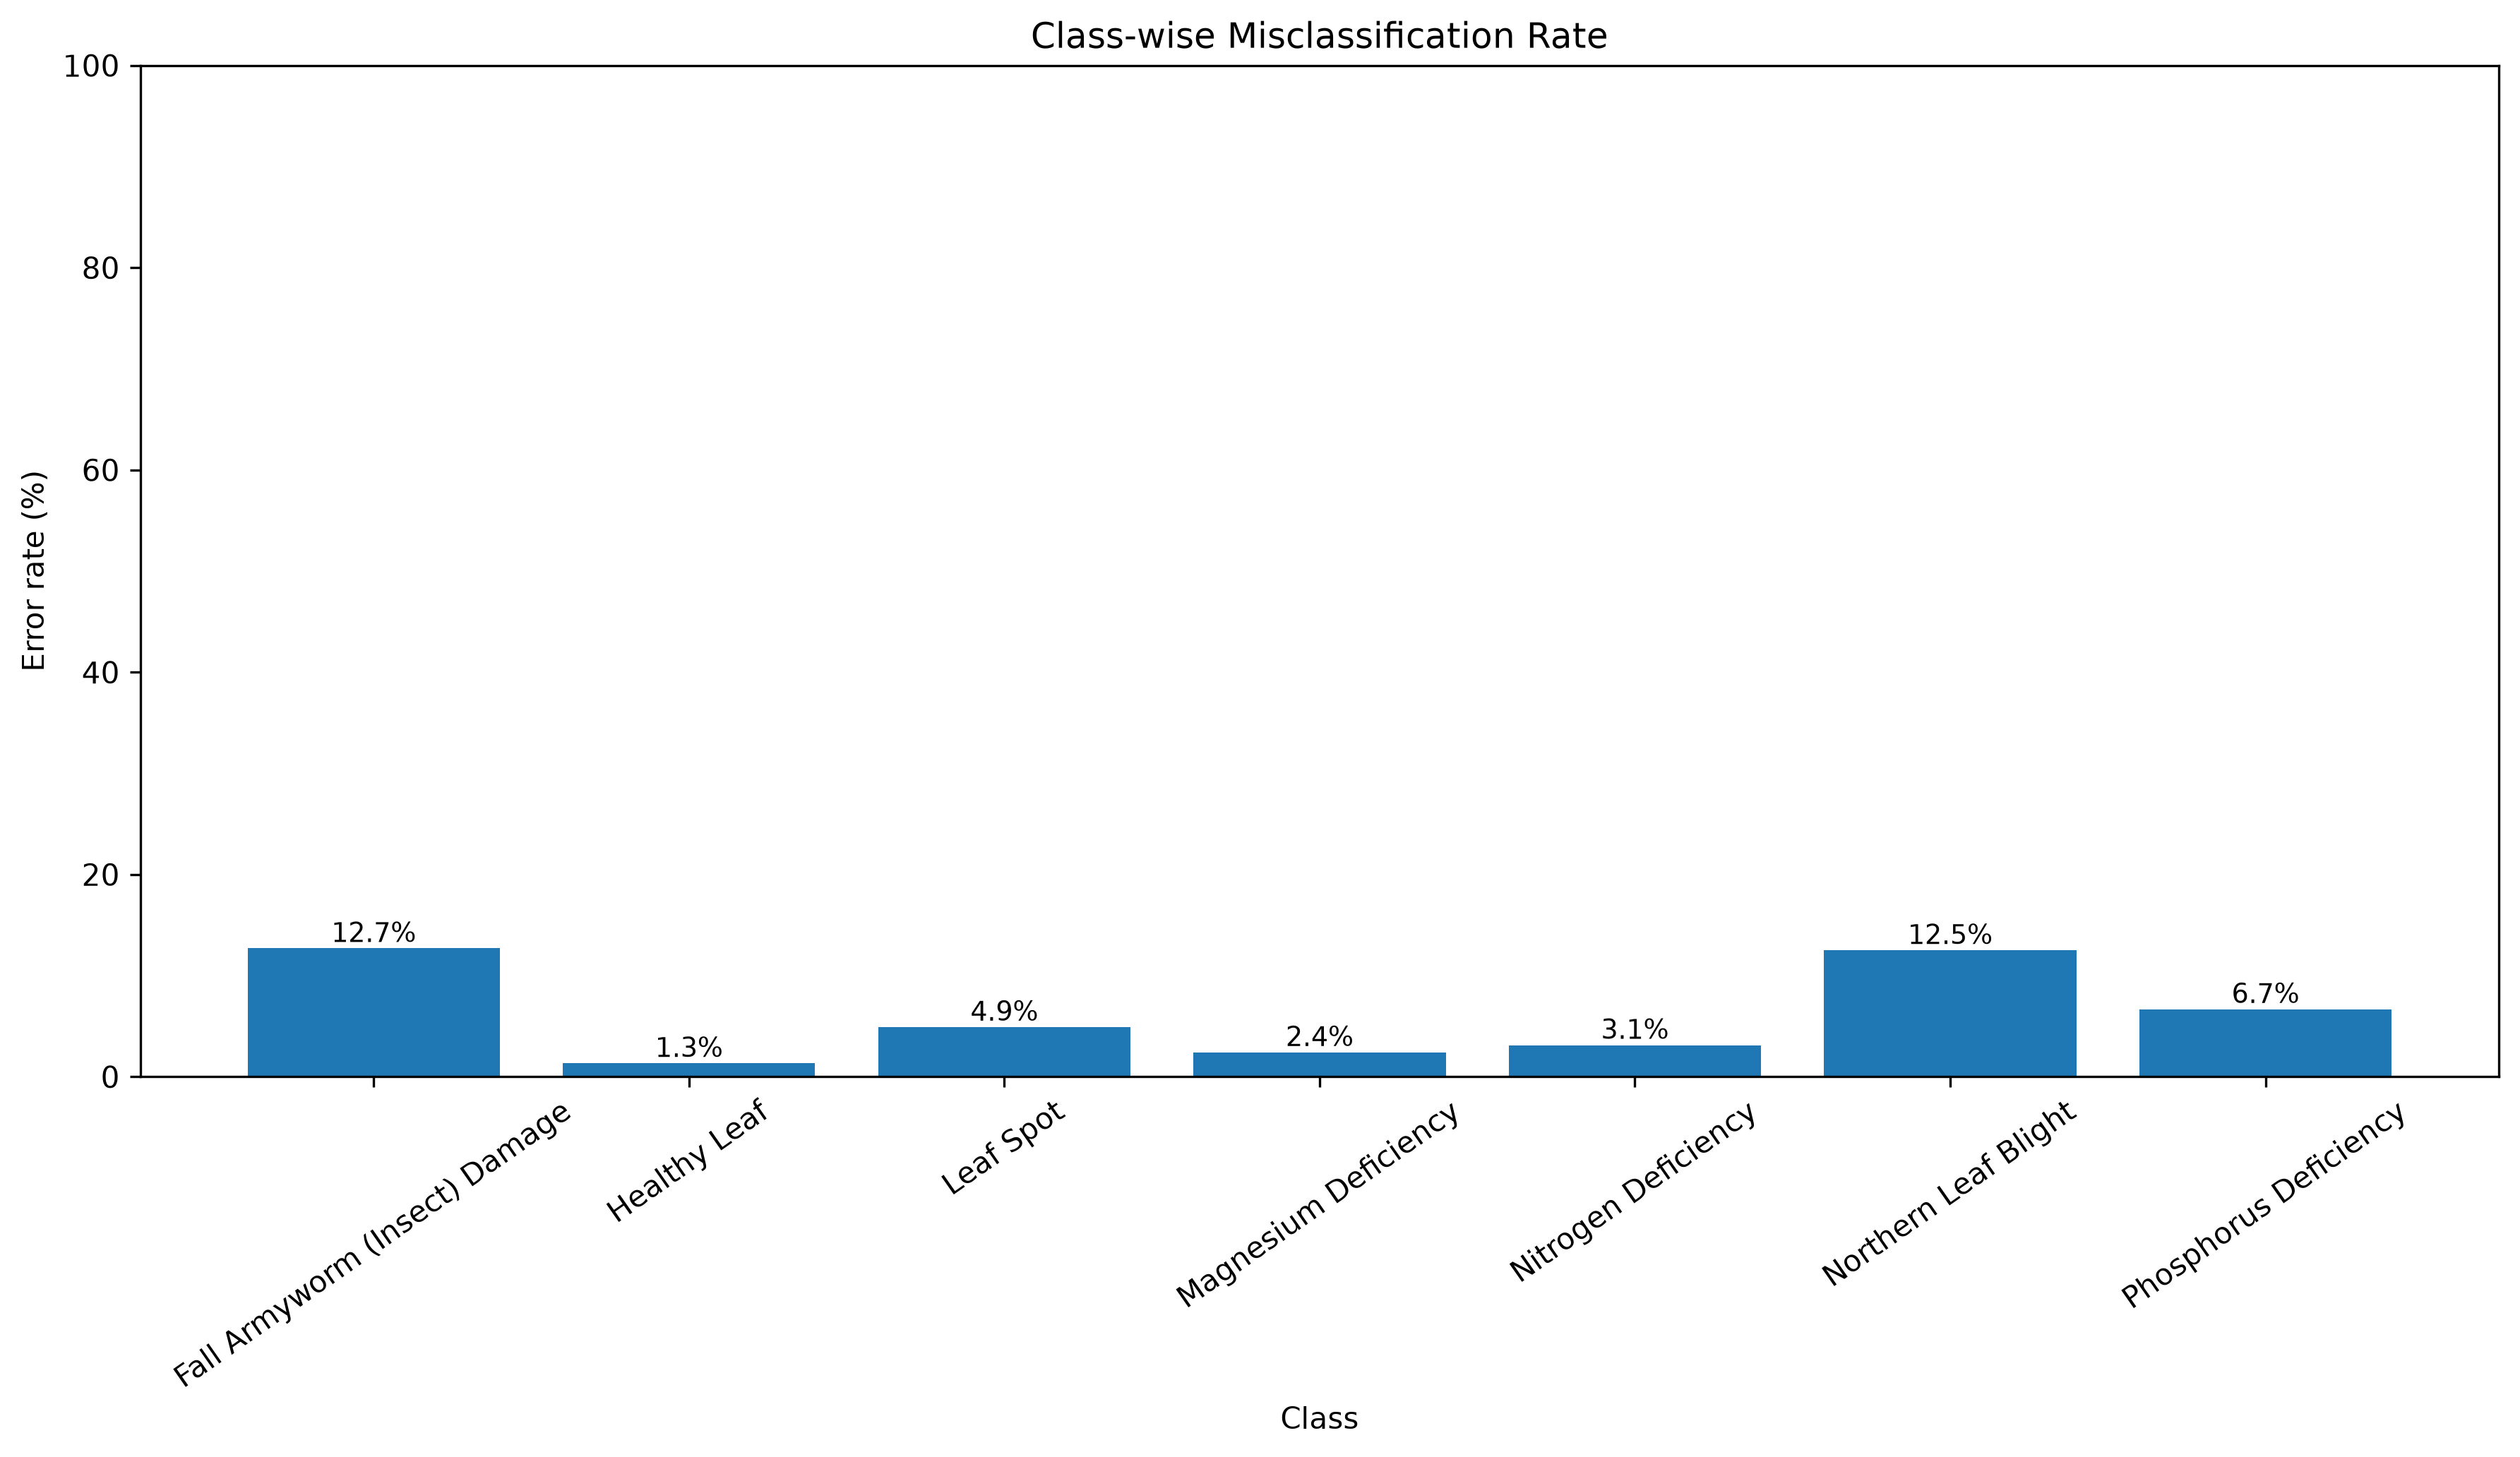 Class-wise Misclassification Rate
100
80
60
40
20
0
Error rate (%)
12.7%
1.3%
4.9%
2.4%
3.1%
12.5%
6.7%
Fall Armyworm (Insect) Damage
Healthy Leaf
Leaf Spot
Magnesium Deficiency
Nitrogen Deficiency
Northern Leaf Blight
Phosphorus Deficiency
Class